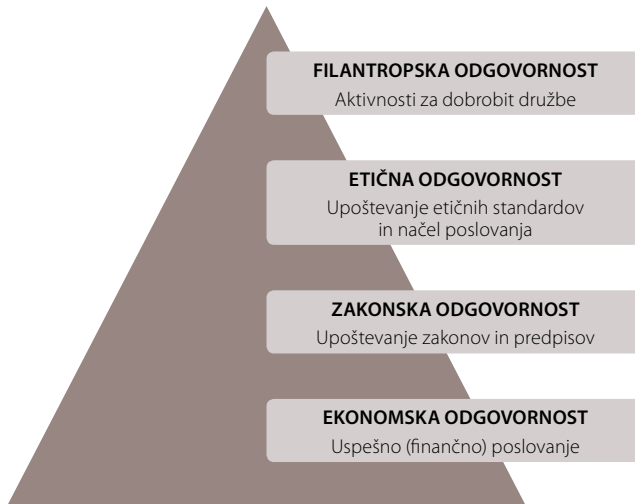 FILANTROPSKA ODGOVORNOST
Aktivnosti za dobrobit družbe
ETIČNA ODGOVORNOST
Upoštevanje etičnih standardov
in načel poslovanja
ZAKONSKA ODGOVORNOST
Upoštevanje zakonov in predpisov
EKONOMSKA ODGOVORNOST
Uspešno (finančno) poslovanje